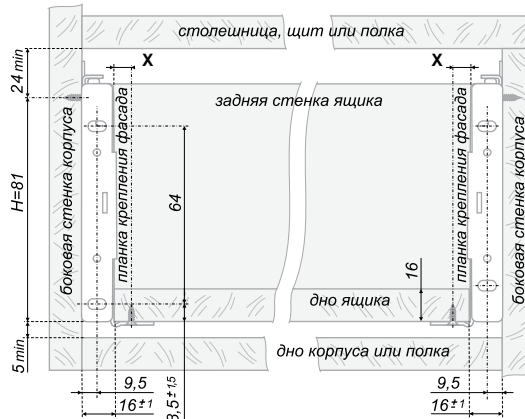 столешница, щит или полка
24 min
X
X
задняя стенка ящика
боковая стенка корпуса
планка крепления фасада
H=81
64
16
планка крепления фасада
боковая стенка корпуса
дно ящика
5 min.
дно корпуса или полка
9,5
16±1
9,5
16±1